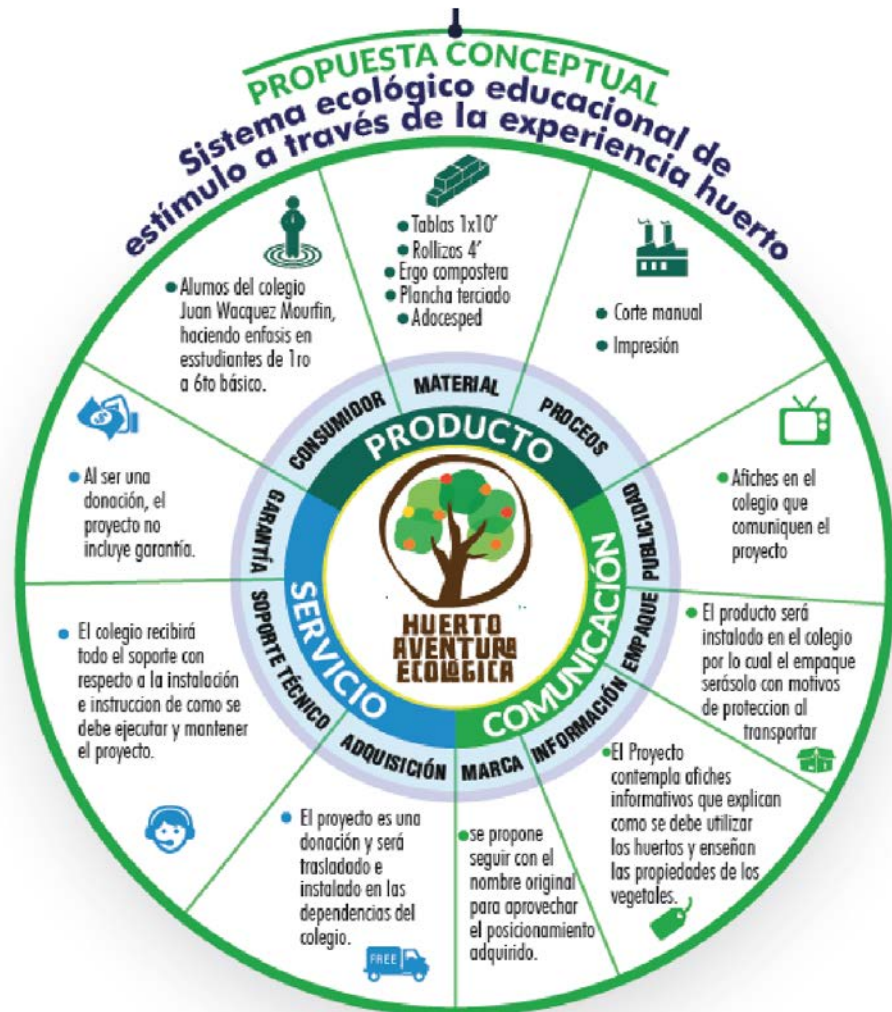 PROPUESTA CONCEPTUAL
Sistema ecológico educacional de
estímulo a través de la experiencia huerto
• Alumos del colegio
Juan Wacquez Mourfin,
haciendo enfasis en
esstudiantes de 1ro
a 6to básico.
• Tablas 1x10´
• Rollizos 4´
• Ergo compostera
• Plancha terciado
• Adocesped
• Corte manual
• Impresión
• Afiches en el
colegio que
comuniquen el
proyecto
• El producto será
instalado en el colegio
por lo cual el empaque
serásolo con motivos
de proteccion al
transportar
• El Proyecto
contempla afiches
informativos que explican
como se debe utilizar
los huertos y enseñan
las propiedades de los
vegetales.
• se propone
seguir con el
nombre original
para aprovechar
el posicionamiento
adquirido.
• El proyecto es una
donación y será
trasladado e
instalado en las
dependencias del
colegio.
FREE
• El colegio recibirá
todo el soporte con
respecto a la instalación
e instruccion de como se
debe ejecutar y mantener
el proyecto.
• Al ser una
donación, el
proyecto no
incluye garantía.
CONSUMIDOR
MATERIAL
PROCEOS
PUBLICIDAD
EMPAQUE
INFORMACIÓN
MARCA
ADQUISICIÓN
SOPORTE TÉCNICO
GARANTÍA
PRODUCTO
COMUNICACIÓN
SERVICIO
HUERTO
AVENTURA
ECOLÓGICA